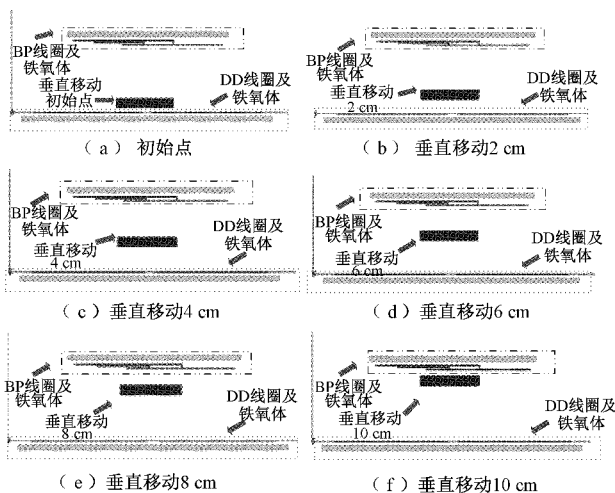 BP线圈及
铁氧体
垂直移动
初始点
DD线圈及
铁氧体
（a） 初始点
BP线圈及
铁氧体
垂直移动
2 cm
DD线圈及
铁氧体
（b） 垂直移动2 cm
BP线圈及
铁氧体
垂直移动
4 cm
DD线圈及
铁氧体
（c）垂直移动4 cm
BP线圈及
铁氧体
垂直移动
6 cm
DD线圈及
铁氧体
（d）垂直移动6 cm
BP线圈及
铁氧体
垂直移动
8 cm
DD线圈及
铁氧体
（e）垂直移动8 cm
BP线圈及
铁氧体
垂直移动
10 cm
DD线圈及
铁氧体
（f）垂直移动10 cm